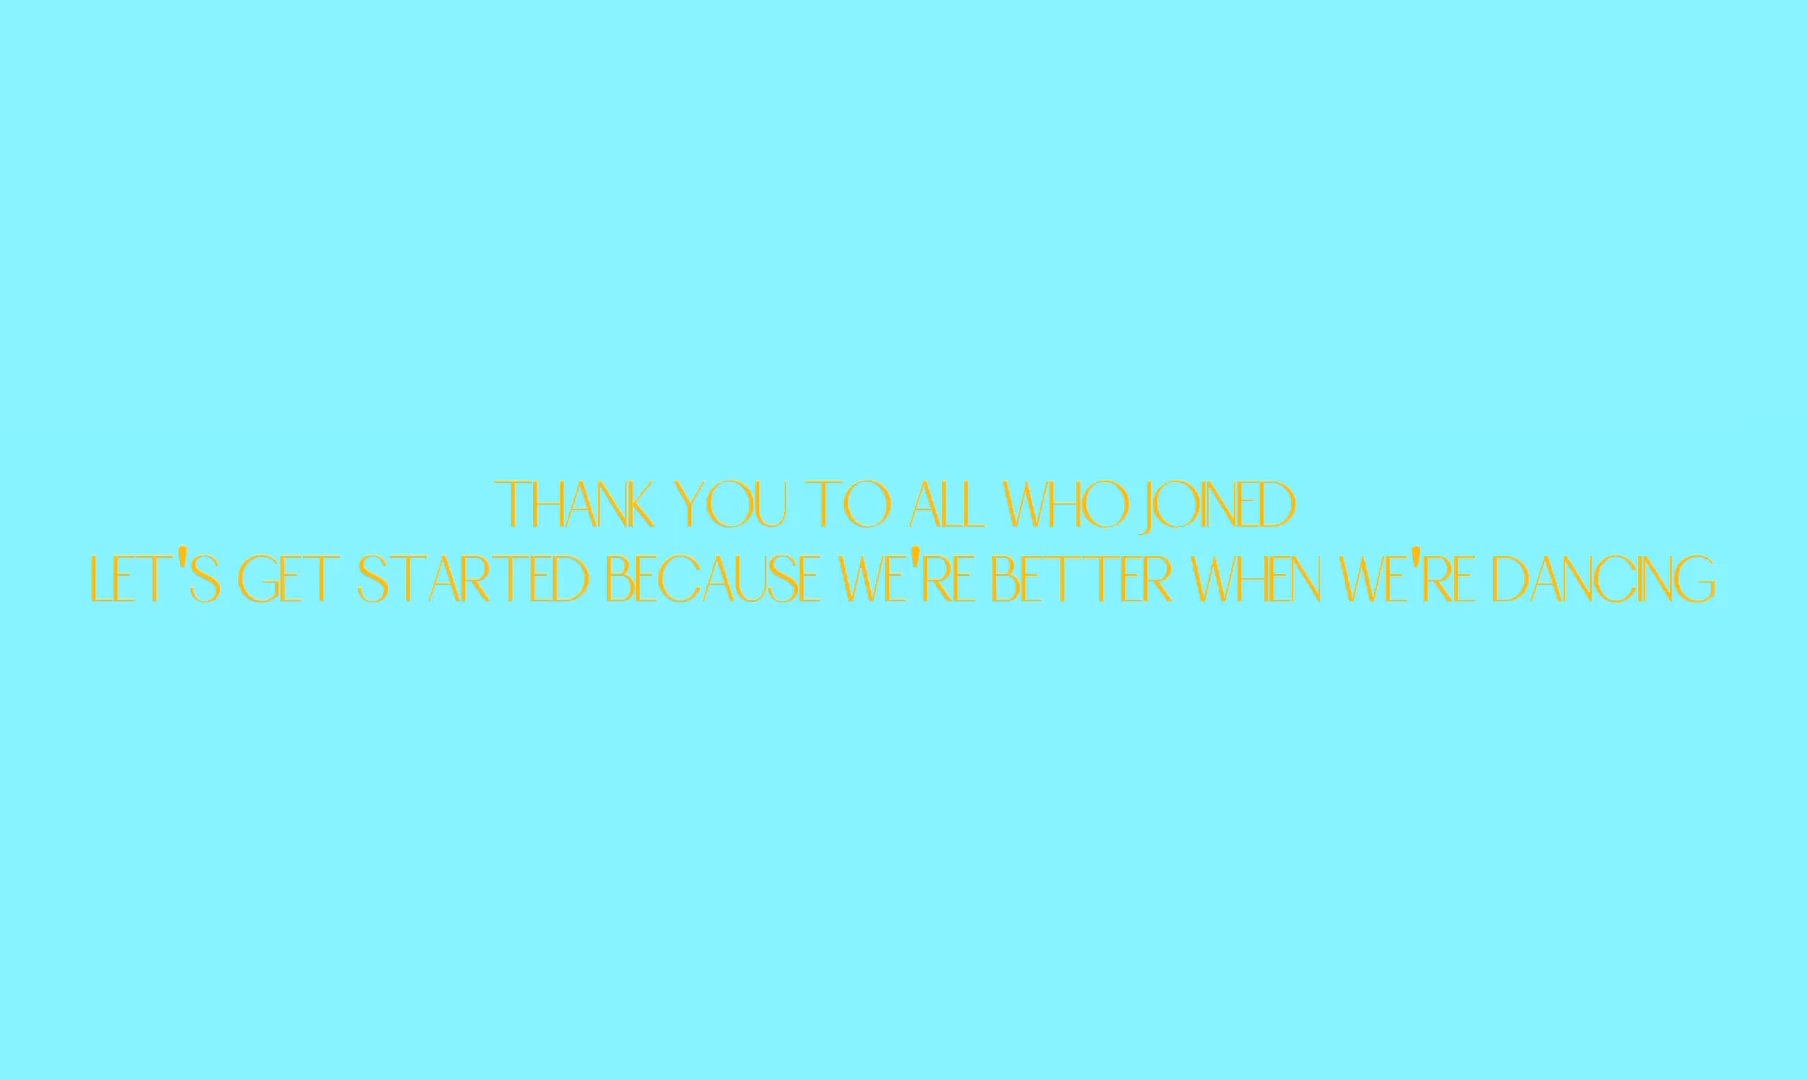 THANK YOU TO ALL WHO JOINED
LET'S GET STARTED BECAUSE WE'RE BETTER WHEN WE'RE DANCING